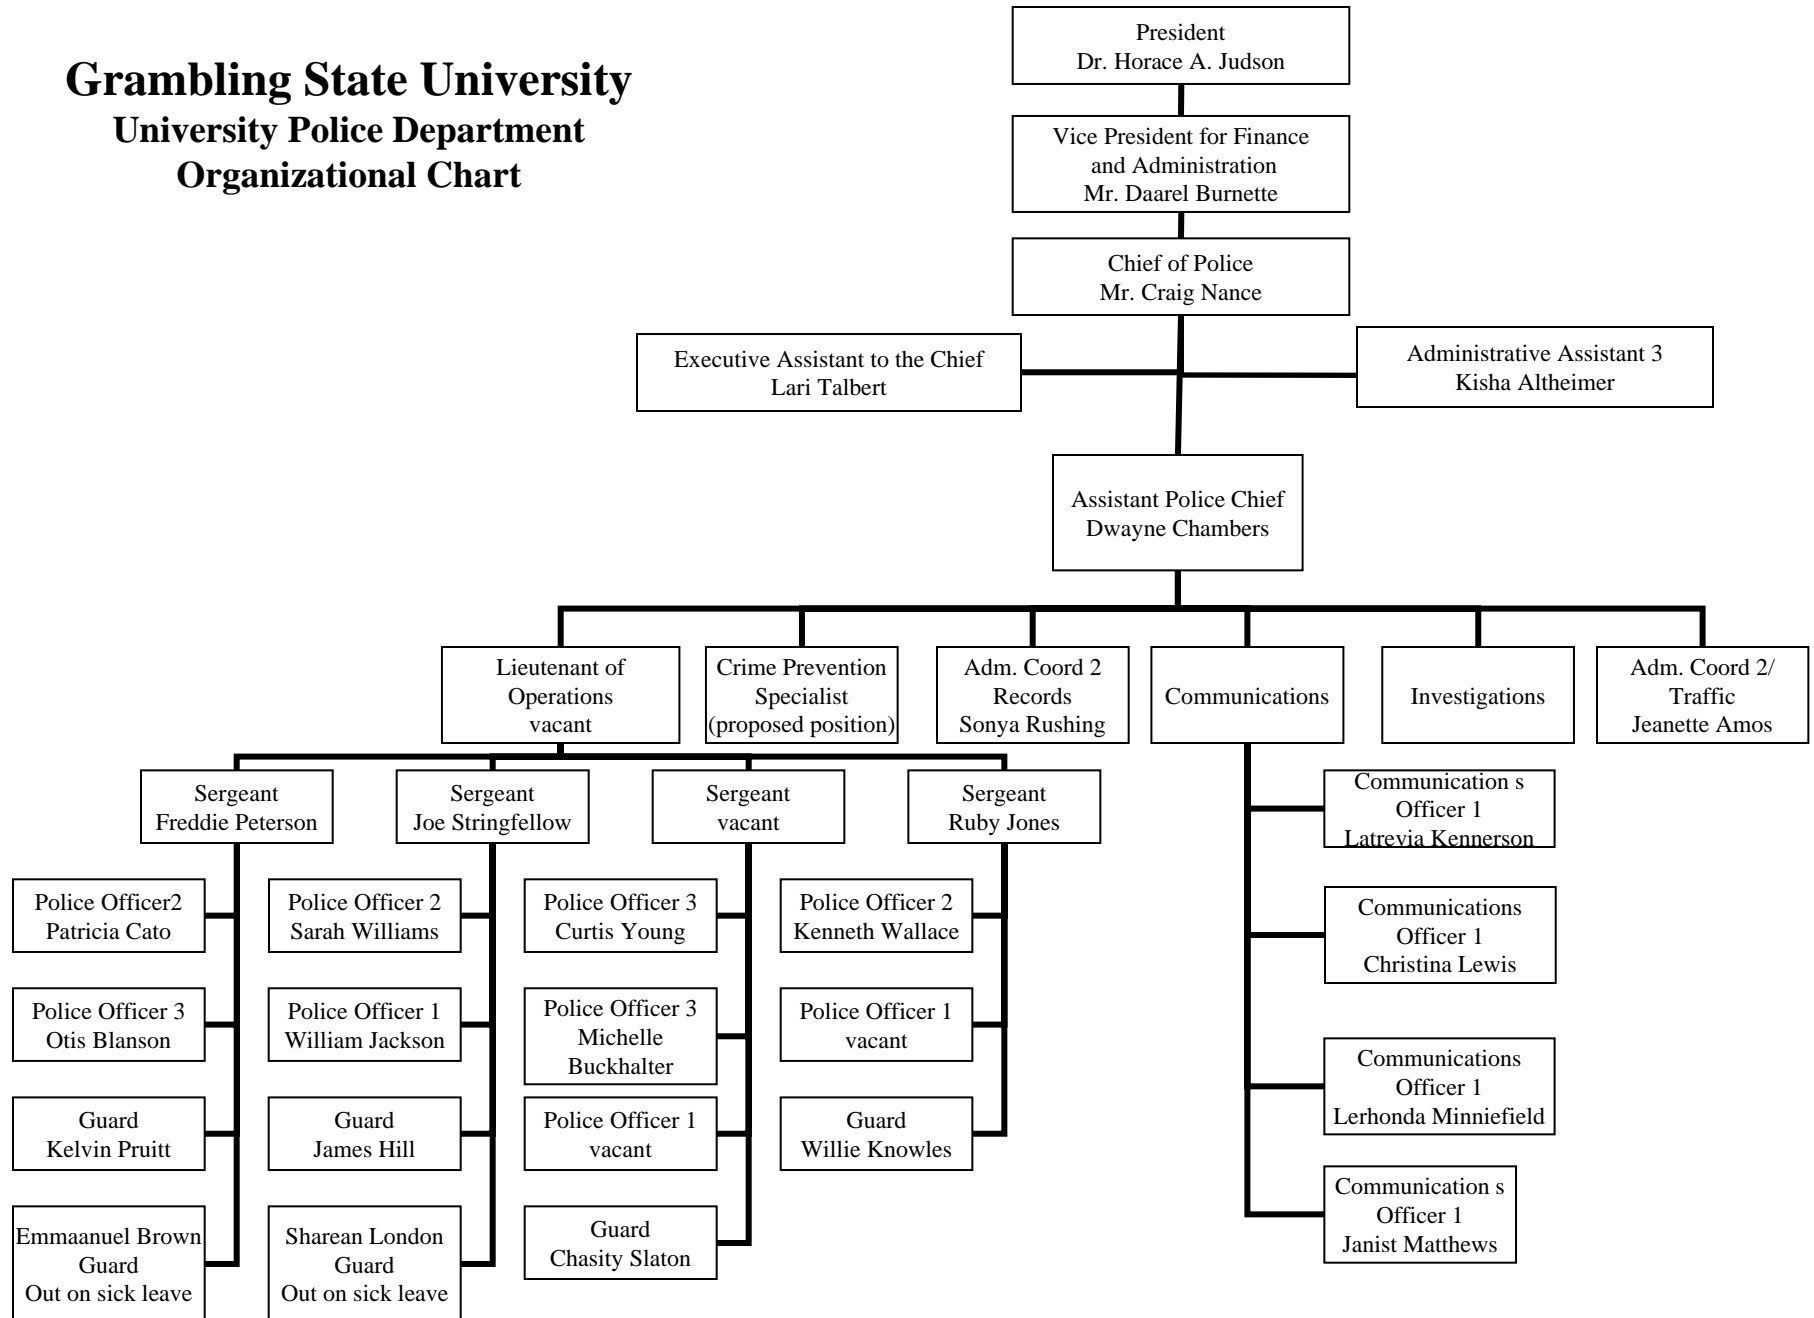 Grambling State University
University Police Department
Organizational Chart
President
Dr. Horace A. Judson
Vice President for Finance
and Administration
Mr. Daarel Burnette
Chief of Police
Mr. Craig Nance
Executive Assistant to the Chief
Lari Talbert
Administrative Assistant 3
Kisha Altheimer
Assistant Police Chief
Dwayne Chambers
Lieutenant of
Operations
vacant
Crime Prevention
Specialist
(proposed position)
Adm. Coord 2
Records
Sonya Rushing
Communications
Investigations
Adm. Coord 2/
Traffic
Jeanette Amos
Sergeant
Freddie Peterson
Sergeant
Joe Stringfellow
Sergeant
vacant
Sergeant
Ruby Jones
Police Officer2
Patricia Cato
Police Officer 3
Otis Blanson
Guard
Kelvin Pruitt
Emmaanuel Brown
Guard
Out on sick leave
Police Officer 2
Sarah Williams
Police Officer 1
William Jackson
Guard
James Hill
Sharean London
Guard
Out on sick leave
Police Officer 3
Curtis Young
Police Officer 3
Michelle
Buckhalter
Police Officer 1
vacant
Guard
Chasity Slaton
Police Officer 2
Kenneth Wallace
Police Officer 1
vacant
Guard
Willie Knowles
Communication s
Officer 1
Latrevia Kennerson
Communications
Officer 1
Christina Lewis
Communications
Officer 1
Lerhonda Minniefield
Communication s
Officer 1
Janist Matthews